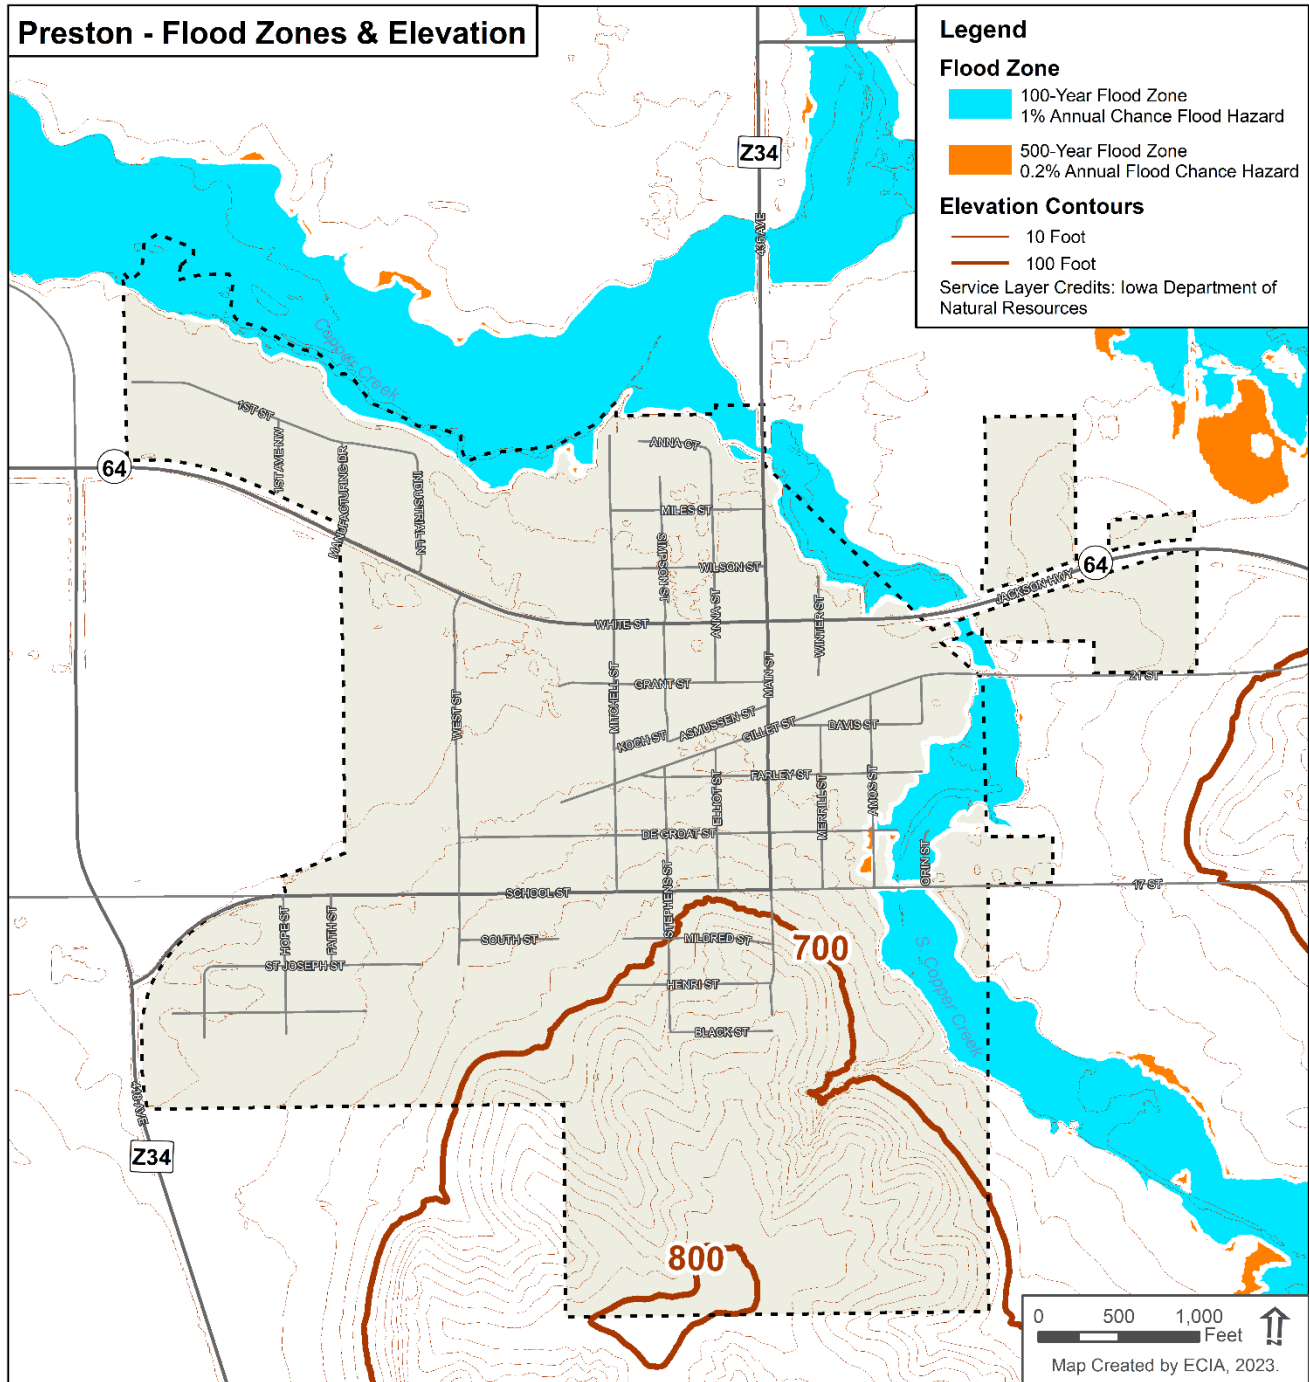 Preston - Flood Zones & Elevation
Legend
Flood Zone
100-Year Flood Zone
1% Annual Chance Flood Hazard
500-Year Flood Zone
0.2% Annual Flood Chance Hazard
Elevation Contours
10 Foot
100 Foot
Service Layer Credits: Iowa Department of
Natural Resources
Z34
436 AVE
Copper Creek
1ST ST
1ST AVE NW
MANUFACTURING DR
INDUSTRIAL LN
64
ANNA CT
MILES ST
SIMPSON ST
WILSON ST
ANNA ST
WINTER ST
WHITE ST
64
JACKSON HWY
MITCHELL ST
GRANT ST
MAIN ST
21 ST
WEST ST
KOCH ST
ASMUSSEN ST
GILLET ST
DAVIS ST
FARLEY ST
ELLIOT ST
MERRILL ST
AMOS ST
DE GROAT ST
ORIN ST
STEPHENS ST
SCHOOL ST
17 ST
HOPE ST
FAITH ST
SOUTH ST
MILDRED ST
700
ST JOSEPH ST
HENRI ST
BLACK ST
S Copper Creek
Z34
800
0 500 1,000
Feet
N
Map Created by ECIA, 2023.